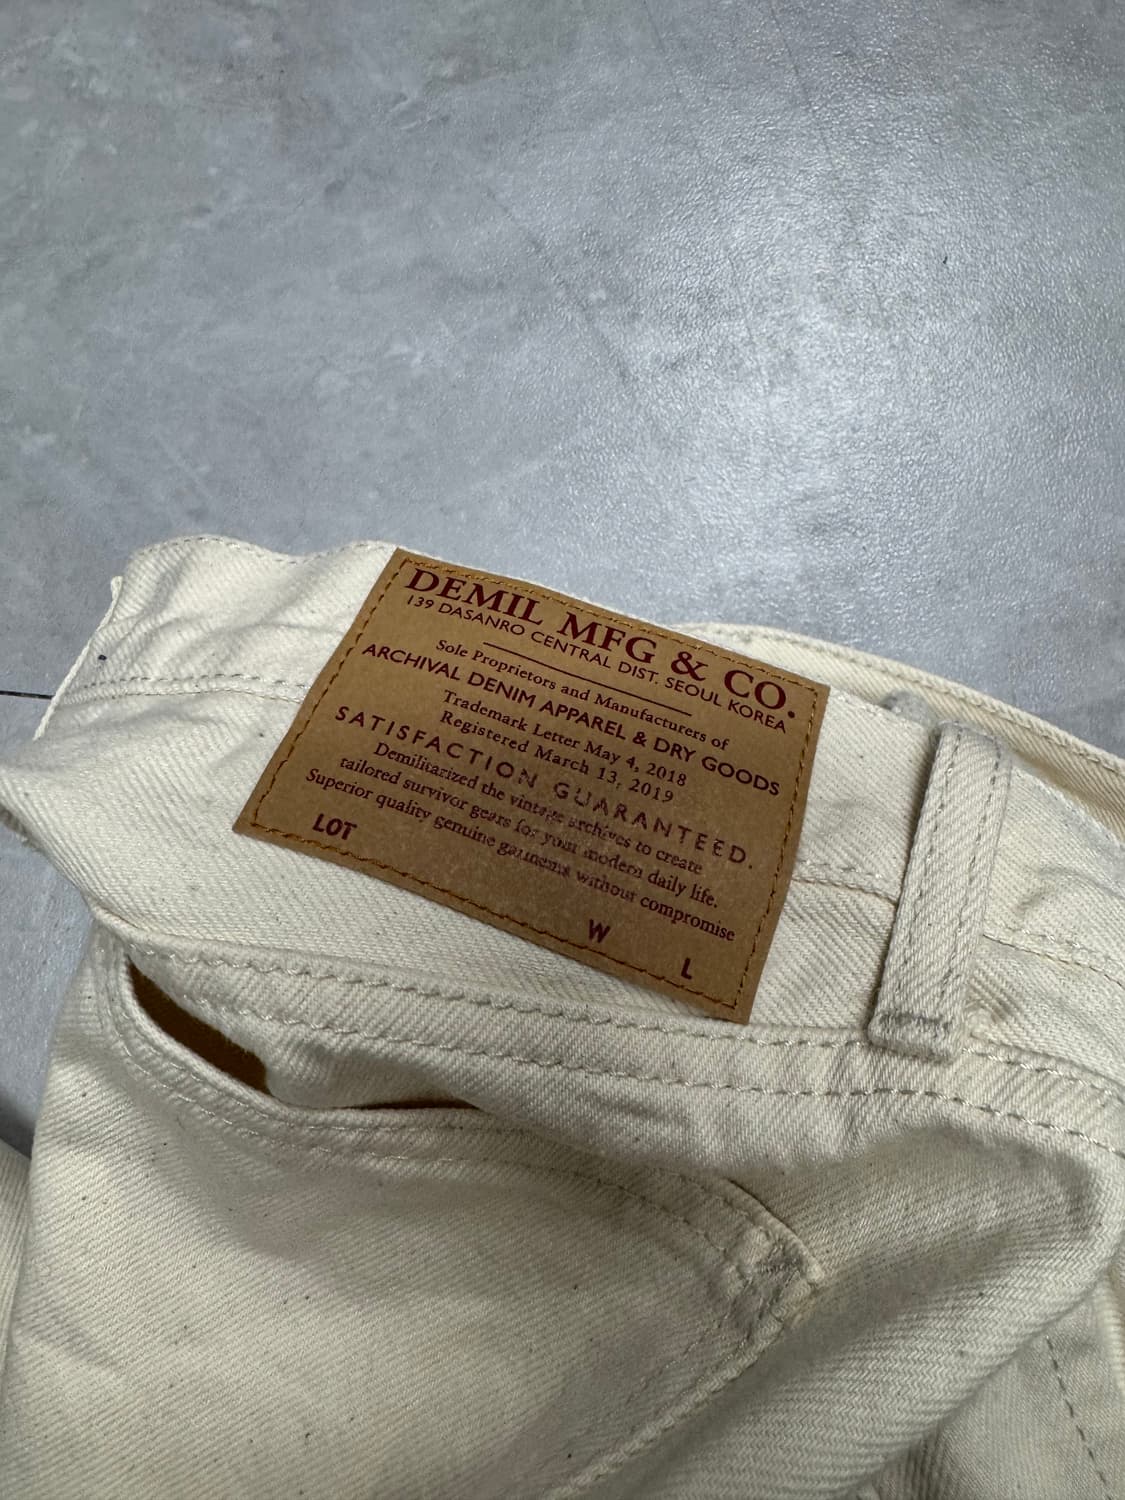 DEMIL MFG & CO.
139 DASANRO CENTRAL DIST. SEOUL KOREA
Sole Proprietors and Manufacturers of
ARCHIVAL DENIM APPAREL & DRY GOODS
Trademark Letter May 4, 2018
Registered March 13, 2019
SATISFACTION GUARANTEED.
Demilitarized the vintage archives to create
tailored survivor gears for your modern daily life.
Superior quality genuine garments without compromise
LOT W L